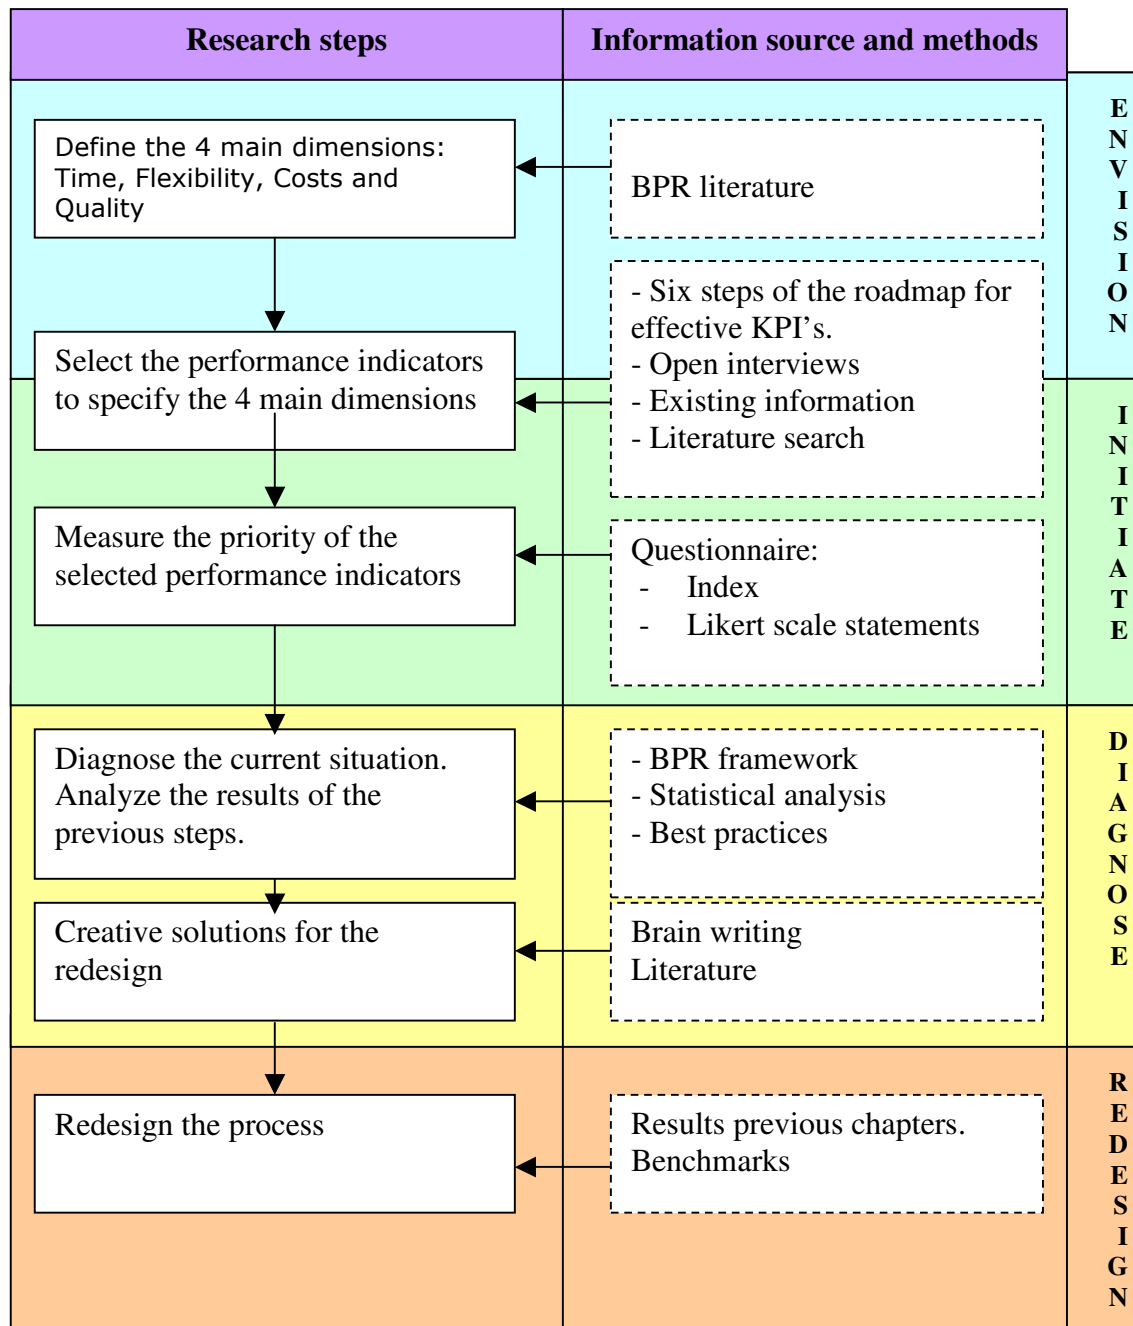 Research steps
Information source and methods
Define the 4 main dimensions:
Time, Flexibility, Costs and
Quality
BPR literature
E
N
V
I
S
I
O
N
Select the performance indicators
to specify the 4 main dimensions
- Six steps of the roadmap for
effective KPI's.
- Open interviews
- Existing information
- Literature search
Measure the priority of the
selected performance indicators
Questionnaire:
- Index
- Likert scale statements
I
N
I
T
I
A
T
E
Diagnose the current situation.
Analyze the results of the
previous steps.
- BPR framework
- Statistical analysis
- Best practices
Creative solutions for the
redesign
Brain writing
Literature
D
I
A
G
N
O
S
E
Redesign the process
Results previous chapters.
Benchmarks
R
E
D
E
S
I
G
N